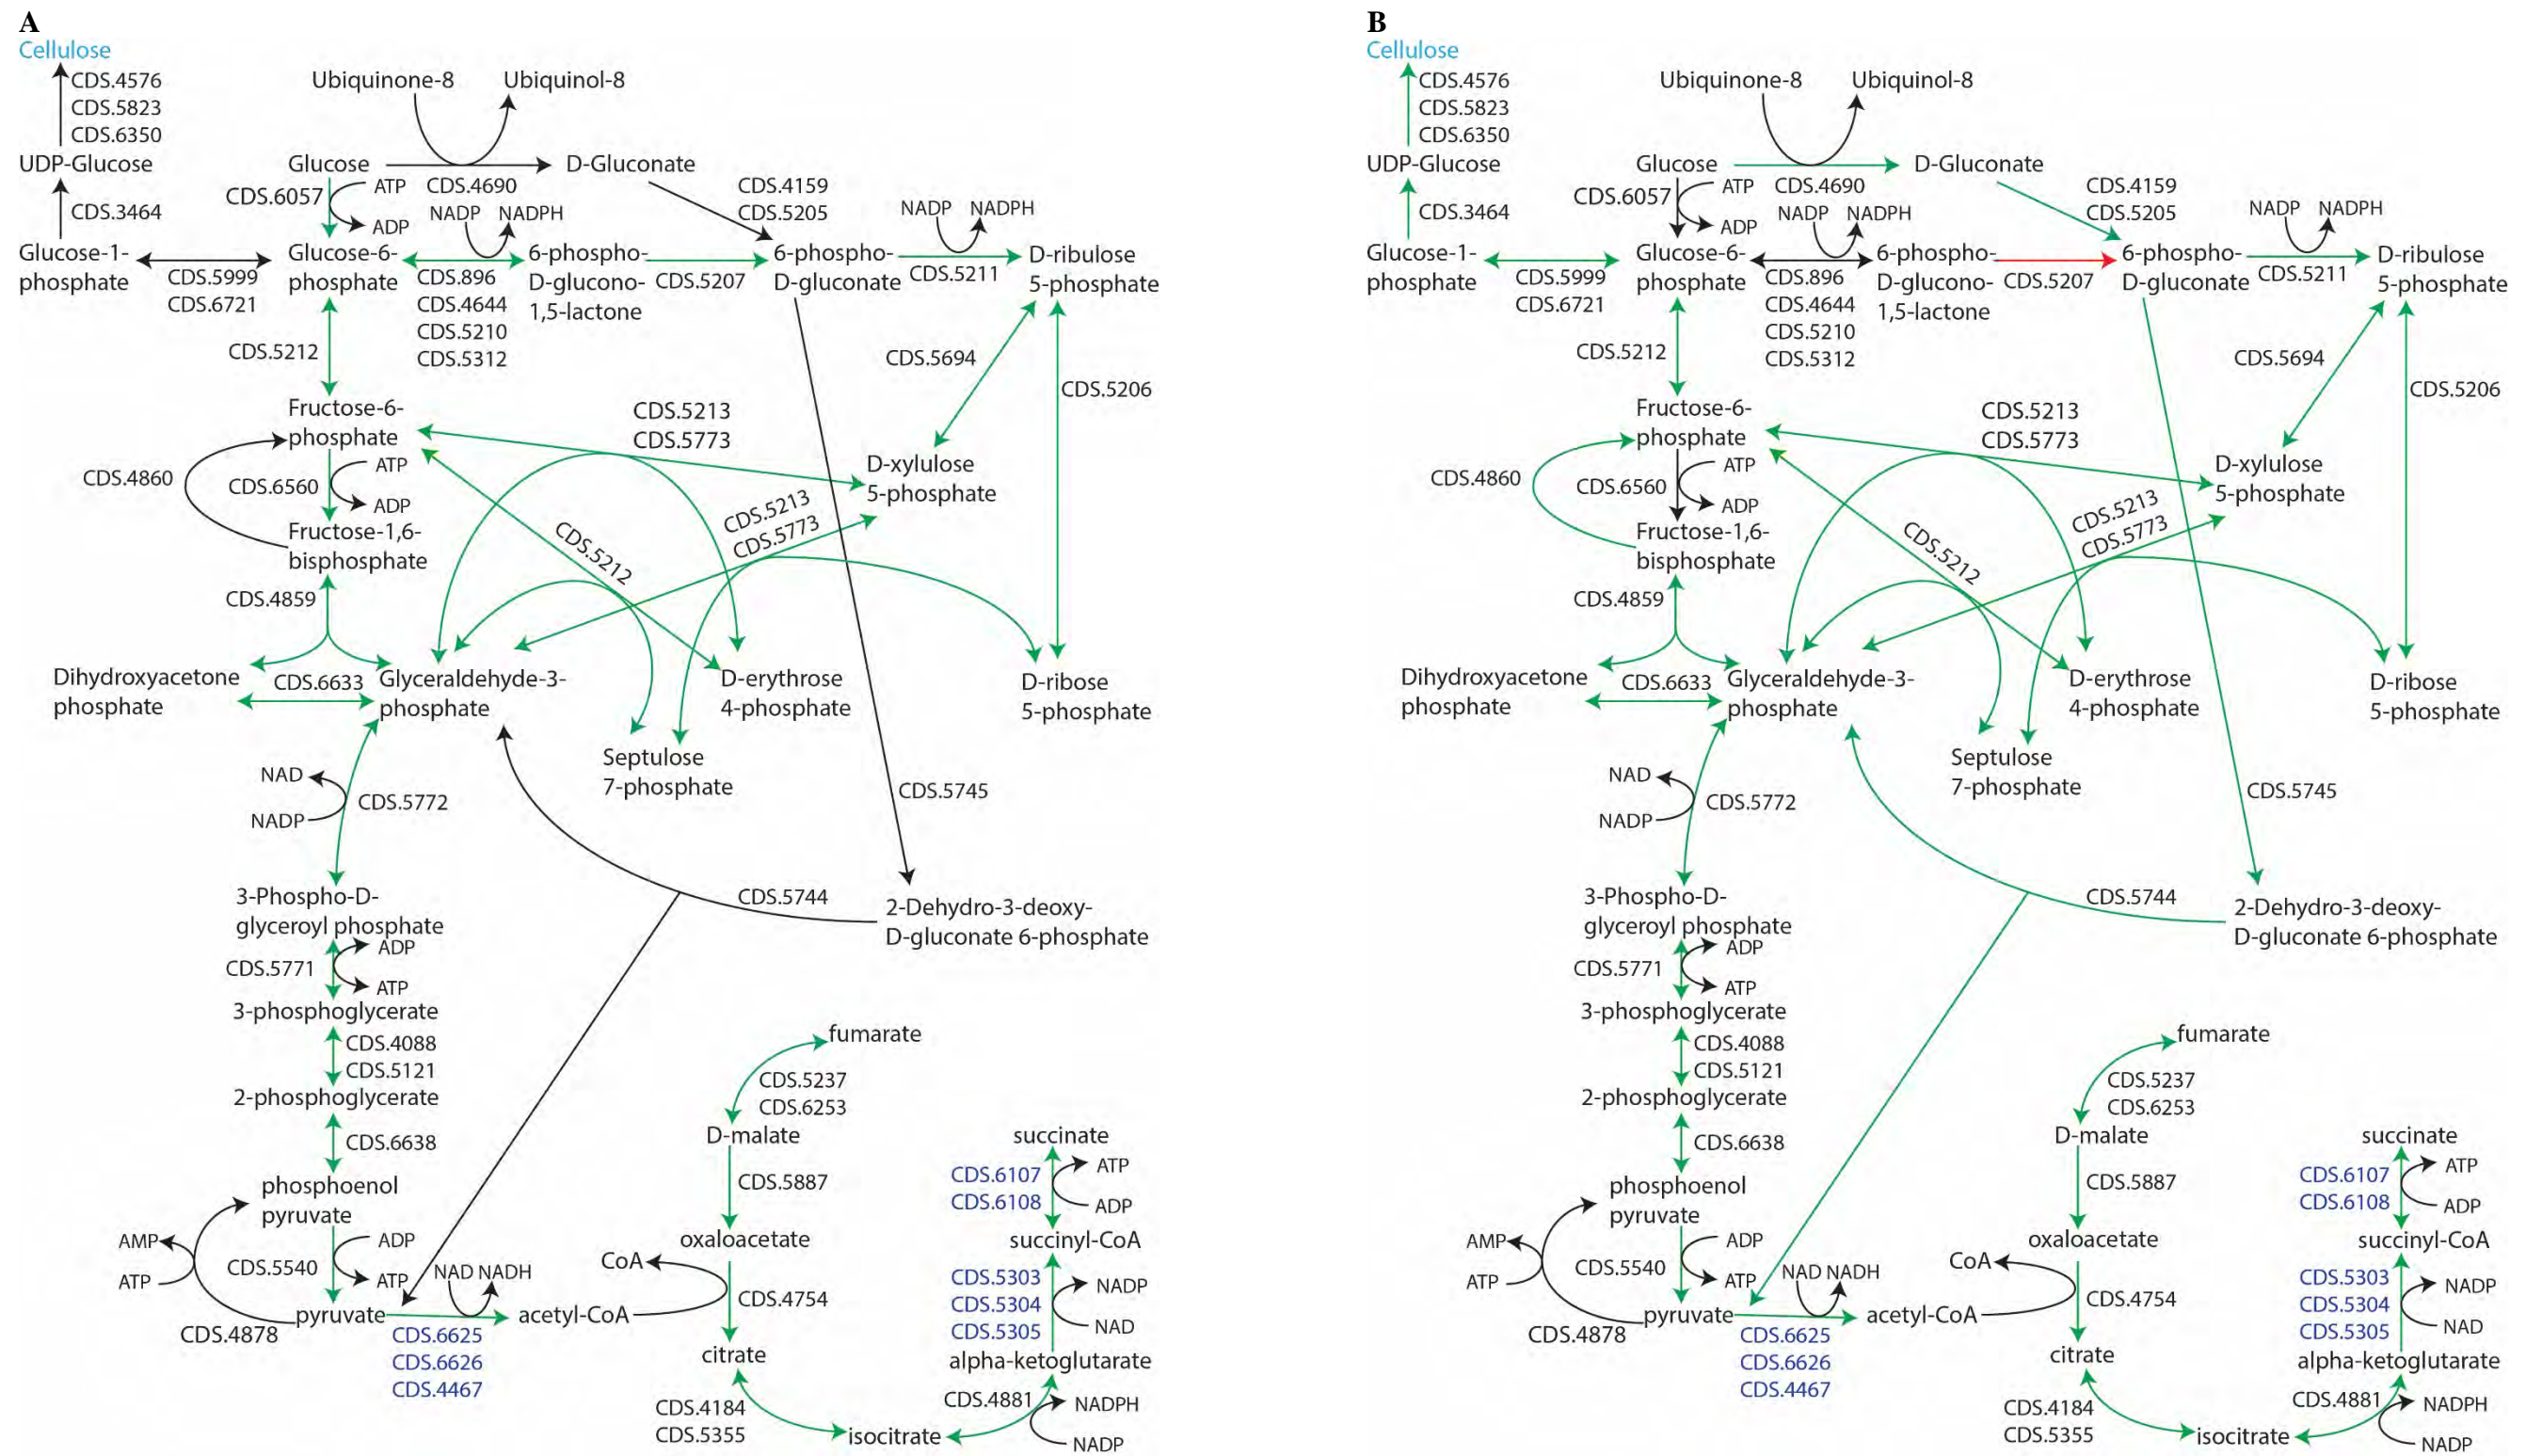 A
Cellulose
CDS.4576
CDS.5823
CDS.6350
UDP-Glucose
CDS.3464
Glucose-1-
phosphate
CDS.5999
CDS.6721
Ubiquinone-8
Ubiquinol-8
Glucose
D-Gluconate
CDS.6057
ATP
ADP
CDS.4690
NADP
NADPH
CDS.4159
CDS.5205
NADP
NADPH
Glucose-6-
phosphate
CDS.896
CDS.4644
CDS.5210
CDS.5312
6-phospho-
D-glucono-
1,5-lactone
CDS.5207
6-phospho-
D-gluconate
CDS.5211
D-ribulose
5-phosphate
CDS.5212
CDS.5694
CDS.5206
Fructose-6-
phosphate
CDS.5213
CDS.5773
CDS.4860
CDS.6560
ATP
ADP
D-xylulose
5-phosphate
CDS.5213
CDS.5773
CDS.5212
Fructose-1,6-
bisphosphate
CDS.4859
Dihydroxyacetone
phosphate
CDS.6633
Glyceraldehyde-3-
phosphate
D-erythrose
4-phosphate
D-ribose
5-phosphate
Septulose
7-phosphate
NAD
NADP
CDS.5772
CDS.5745
3-Phospho-D-
glyceroyl phosphate
CDS.5744
2-Dehydro-3-deoxy-
D-gluconate 6-phosphate
CDS.5771
ADP
ATP
3-phosphoglycerate
CDS.4088
CDS.5121
2-phosphoglycerate
CDS.6638
phosphoenol
pyruvate
AMP
ATP
CDS.5540
ADP
ATP
CDS.4878
pyruvate
NAD NADH
CDS.6625
CDS.6626
CDS.4467
acetyl-CoA
CoA
fumarate
CDS.5237
CDS.6253
D-malate
CDS.5887
oxaloacetate
CDS.4754
citrate
CDS.4184
CDS.5355
isocitrate
CDS.4881
NADPH
NADP
alpha-ketoglutarate
CDS.5303
CDS.5304
CDS.5305
NADP
NAD
succinyl-CoA
CDS.6107
CDS.6108
ATP
ADP
succinate
B
Cellulose
CDS.4576
CDS.5823
CDS.6350
UDP-Glucose
CDS.3464
Glucose-1-
phosphate
CDS.5999
CDS.6721
Ubiquinone-8
Ubiquinol-8
Glucose
D-Gluconate
CDS.6057
ATP
ADP
CDS.4690
NADP
NADPH
CDS.4159
CDS.5205
NADP
NADPH
Glucose-6-
phosphate
CDS.896
CDS.4644
CDS.5210
CDS.5312
6-phospho-
D-glucono-
1,5-lactone
CDS.5207
6-phospho-
D-gluconate
CDS.5211
D-ribulose
5-phosphate
CDS.5212
CDS.5694
CDS.5206
Fructose-6-
phosphate
CDS.5213
CDS.5773
CDS.4860
CDS.6560
ATP
ADP
D-xylulose
5-phosphate
CDS.5213
CDS.5773
CDS.5212
Fructose-1,6-
bisphosphate
CDS.4859
Dihydroxyacetone
phosphate
CDS.6633
Glyceraldehyde-3-
phosphate
D-erythrose
4-phosphate
D-ribose
5-phosphate
Septulose
7-phosphate
NAD
NADP
CDS.5772
CDS.5745
3-Phospho-D-
glyceroyl phosphate
CDS.5744
2-Dehydro-3-deoxy-
D-gluconate 6-phosphate
CDS.5771
ADP
ATP
3-phosphoglycerate
CDS.4088
CDS.5121
2-phosphoglycerate
CDS.6638
phosphoenol
pyruvate
AMP
ATP
CDS.5540
ADP
ATP
CDS.4878
pyruvate
NAD NADH
CDS.6625
CDS.6626
CDS.4467
acetyl-CoA
CoA
fumarate
CDS.5237
CDS.6253
D-malate
CDS.5887
oxaloacetate
CDS.4754
citrate
CDS.4184
CDS.5355
isocitrate
CDS.4881
NADPH
NADP
alpha-ketoglutarate
CDS.5303
CDS.5304
CDS.5305
NADP
NAD
succinyl-CoA
CDS.6107
CDS.6108
ATP
ADP
succinate